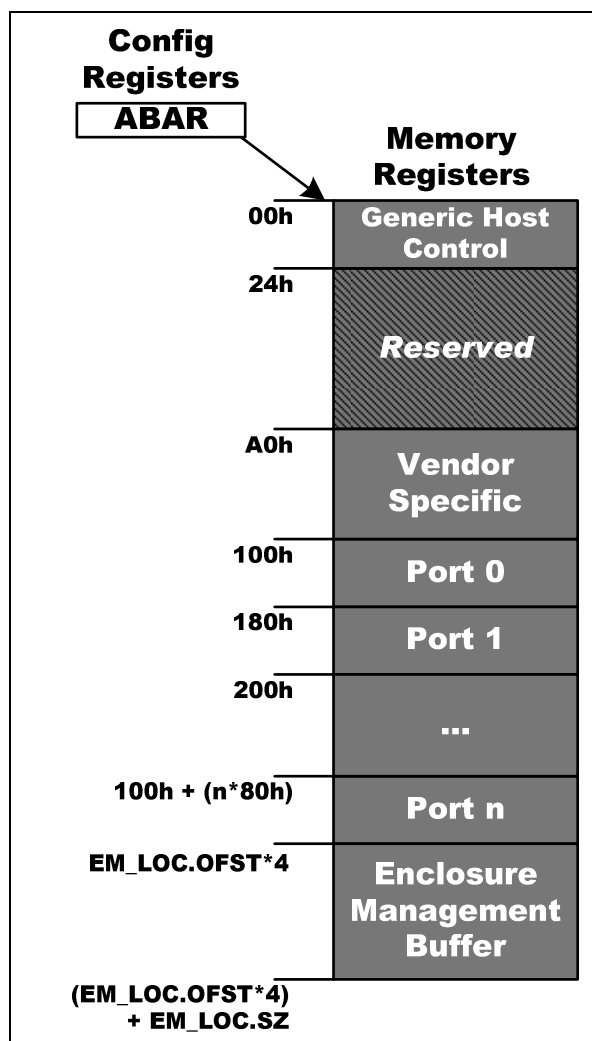 Config
Registers
ABAR
Memory
Registers
00h
Generic Host
Control
24h
Reserved
A0h
Vendor
Specific
100h
Port 0
180h
Port 1
200h
...
100h + (n*80h)
Port n
EM_LOC.OFST*4
Enclosure
Management
Buffer
(EM_LOC.OFST*4)
+ EM_LOC.SZ